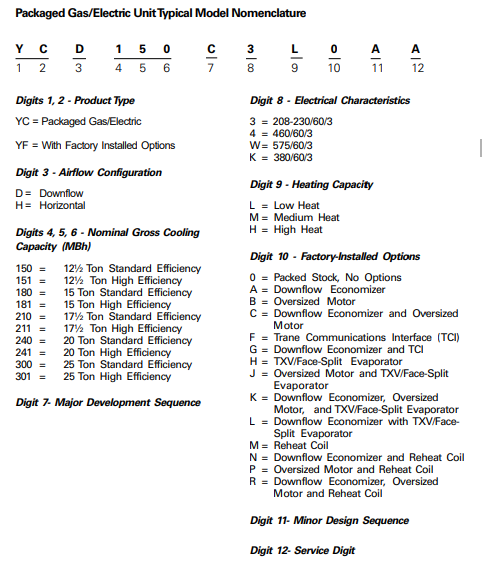 Packaged Gas/Electric Unit Typical Model Nomenclature
Y C D 1 5 0 C 3 L 0 A A
1 2 3 4 5 6 7 8 9 10 11 12
Digits 1, 2 - Product Type
YC = Packaged Gas/Electric
YF = With Factory Installed Options
Digit 3 - Airflow Configuration
D = Downflow
H = Horizontal
Digits 4, 5, 6 - Nominal Gross Cooling
Capacity (MBh)
150 = 12½ Ton Standard Efficiency
151 = 12½ Ton High Efficiency
180 = 15 Ton Standard Efficiency
181 = 15 Ton High Efficiency
210 = 17½ Ton Standard Efficiency
211 = 17½ Ton High Efficiency
240 = 20 Ton Standard Efficiency
241 = 20 Ton High Efficiency
300 = 25 Ton Standard Efficiency
301 = 25 Ton High Efficiency
Digit 7- Major Development Sequence
Digit 8 - Electrical Characteristics
3 = 208-230/60/3
4 = 460/60/3
W = 575/60/3
K = 380/60/3
Digit 9 - Heating Capacity
L = Low Heat
M = Medium Heat
H = High Heat
Digit 10 - Factory-Installed Options
0 = Packed Stock, No Options
A = Downflow Economizer
B = Oversized Motor
C = Downflow Economizer and Oversized
Motor
F = Trane Communications Interface (TCI)
G = Downflow Economizer and TCI
H = TXV/Face-Split Evaporator
J = Oversized Motor and TXV/Face-Split
Evaporator
K = Downflow Economizer, Oversized
Motor, and TXV/Face-Split Evaporator
L = Downflow Economizer with TXV/Face-
Split Evaporator
M = Reheat Coil
N = Downflow Economizer and Reheat Coil
P = Oversized Motor and Reheat Coil
R = Downflow Economizer, Oversized
Motor and Reheat Coil
Digit 11- Minor Design Sequence
Digit 12- Service Digit